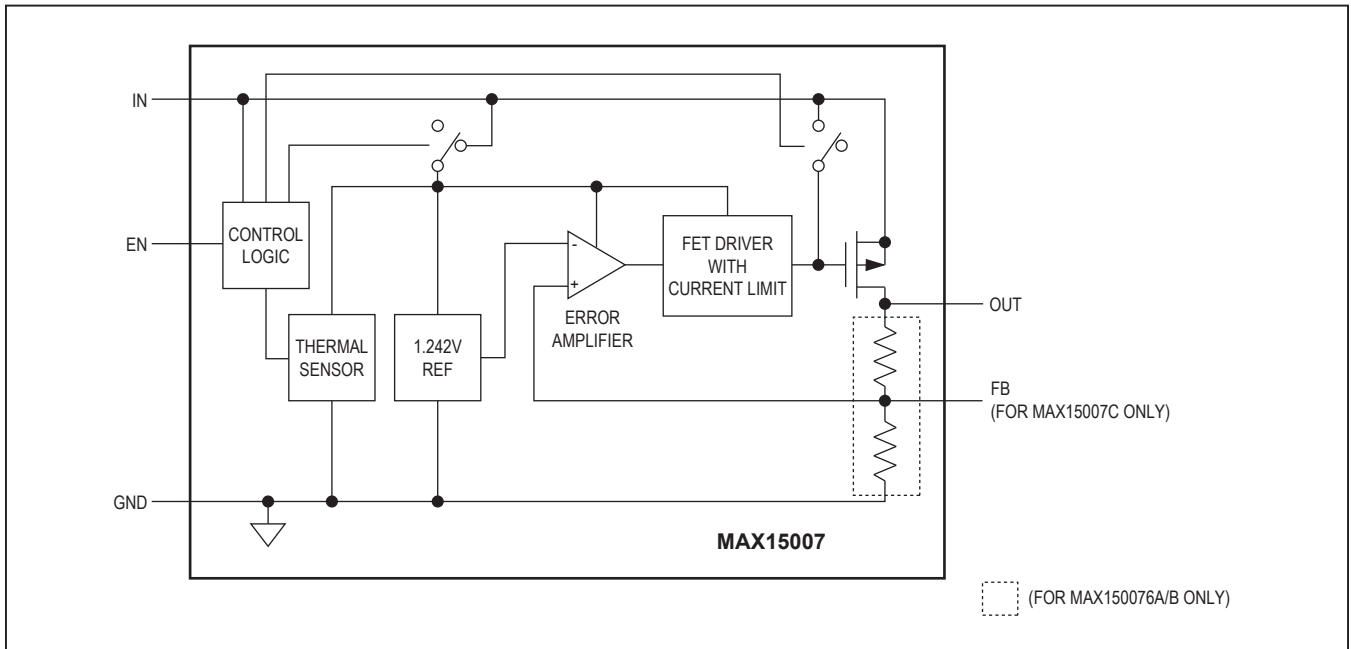 IN
EN
CONTROL
LOGIC
THERMAL
SENSOR
1.242V
REF
-
+
ERROR
AMPLIFIER
FET DRIVER
WITH
CURRENT LIMIT
OUT
FB
(FOR MAX15007C ONLY)
GND
MAX15007
(FOR MAX150076A/B ONLY)